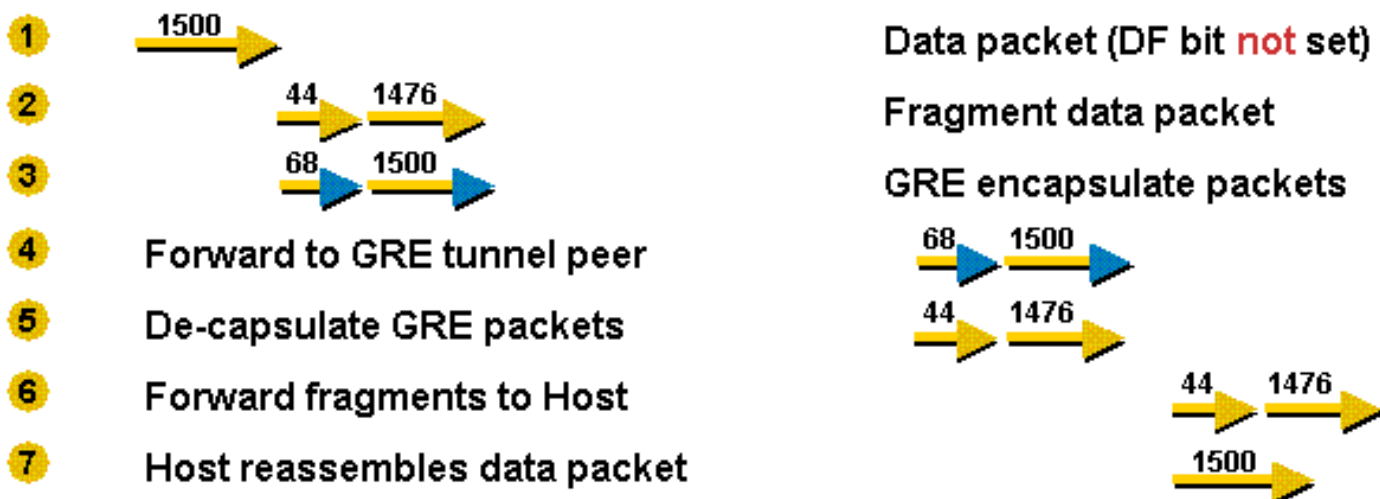 1 1500 Data packet (DF bit not set)
2 44 1476 Fragment data packet
3 68 1500 GRE encapsulate packets
4 Forward to GRE tunnel peer 68 1500
5 De-capsulate GRE packets 44 1476
6 Forward fragments to Host 44 1476
7 Host reassembles data packet 1500